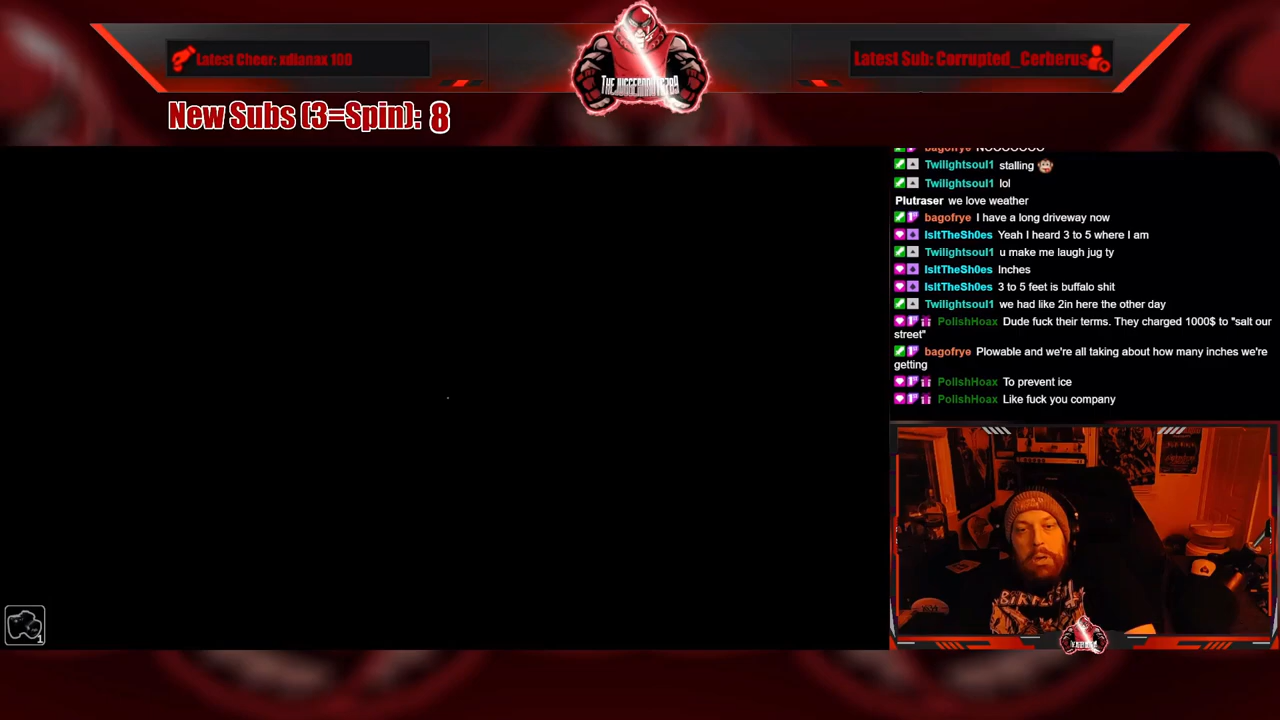 Latest Cheer: xdianax 100
Latest Sub: Corrupted_Cerberus
New Subs (3=Spin): 8
Twilightsoul1 stalling
Twilightsoul1 lol
Plutraser we love weather
bagofrye I have a long driveway now
IsItTheSh0es Yeah I heard 3 to 5 where I am
Twilightsoul1 u make me laugh jug ty
IsItTheSh0es Inches
IsItTheSh0es 3 to 5 feet is buffalo shit
Twilightsoul1 we had like 2in here the other day
PolishHoax Dude fuck their terms. They charged 1000$ to "salt our
street"
bagofrye Plowable and we're all taking about how many inches we're
getting
PolishHoax To prevent ice
PolishHoax Like fuck you company
1